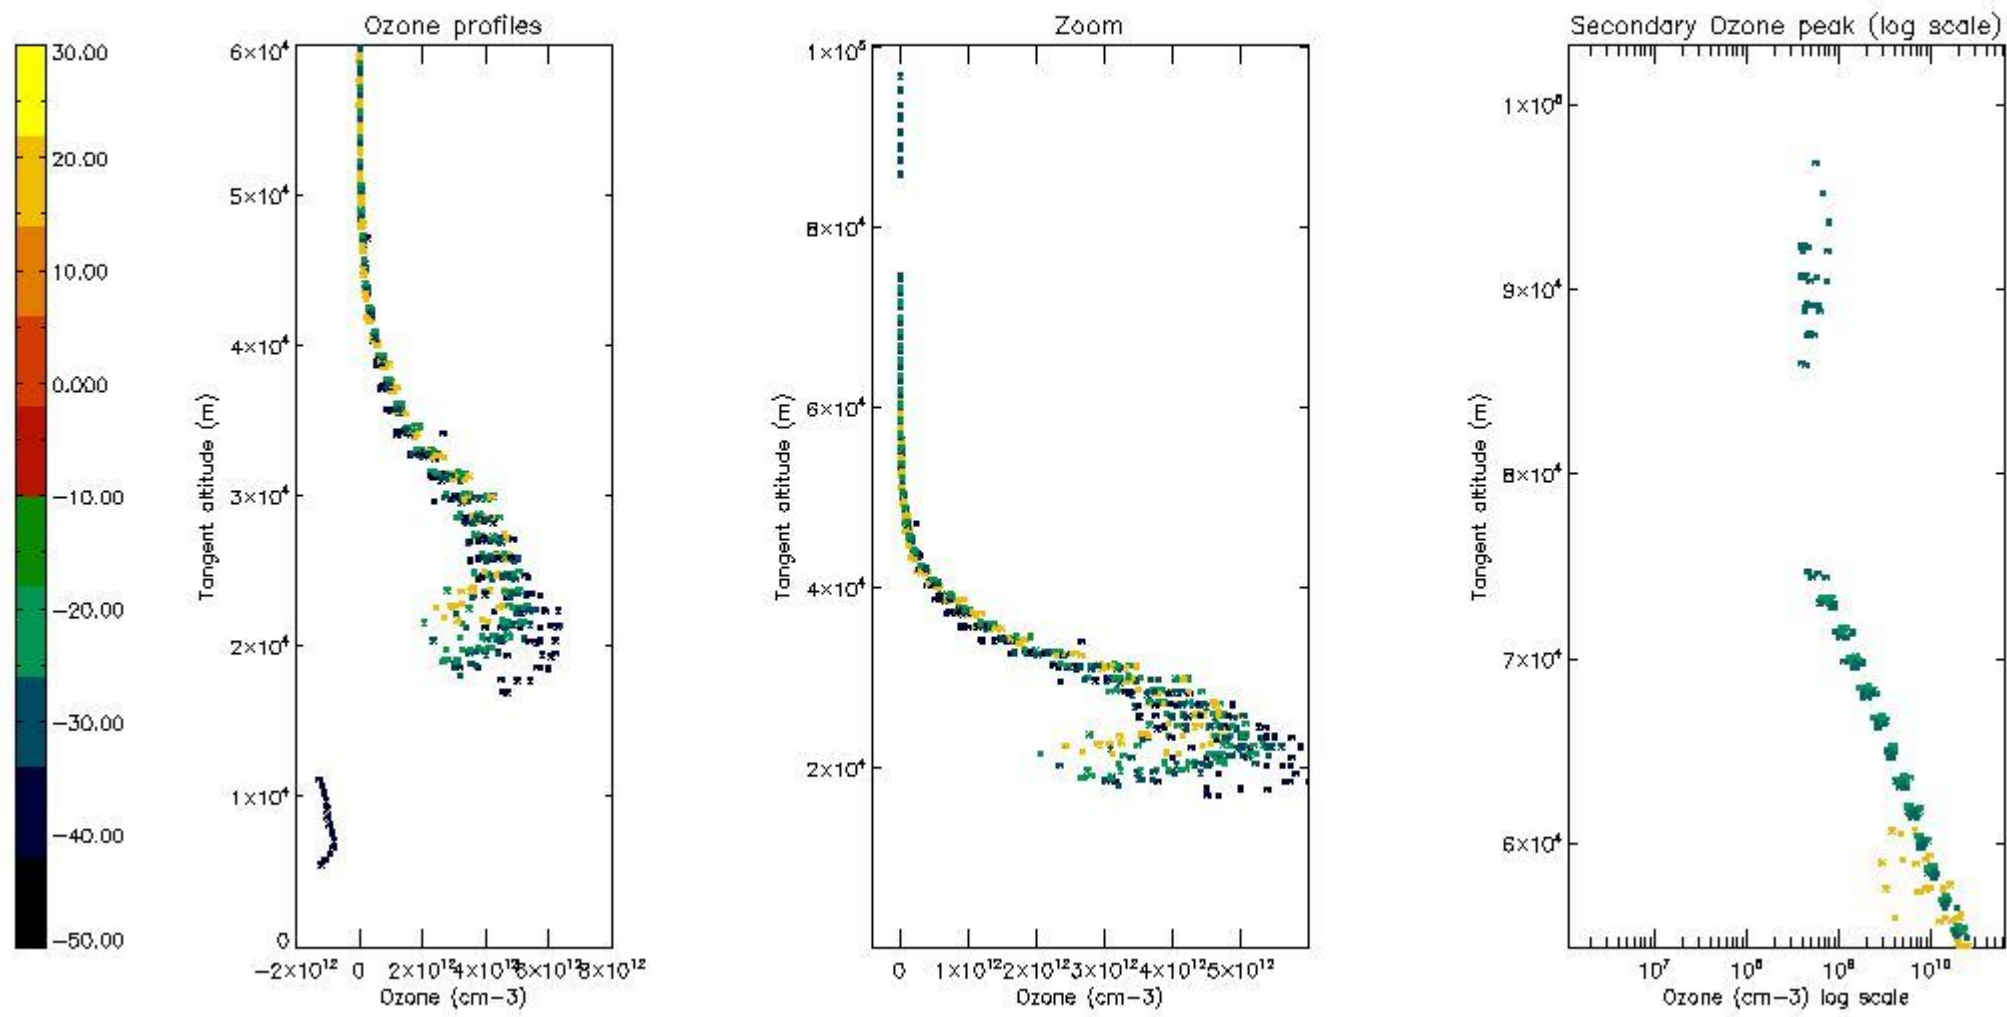 Ozone profiles
Zoom
Secondary Ozone peak (log scale)
30.00
20.00
10.00
0.000
-10.00
-20.00
-30.00
-40.00
-50.00
6×10⁴
5×10⁴
4×10⁴
3×10⁴
2×10⁴
1×10⁴
0
Tangent altitude (m)
-2×10¹² 0 2×10¹² 4×10¹² 6×10¹² 8×10¹²
Ozone (cm-3)
1×10⁵
8×10⁴
6×10⁴
4×10⁴
2×10⁴
Tangent altitude (m)
0 1×10¹² 2×10¹² 3×10¹² 4×10¹² 5×10¹²
Ozone (cm-3)
1×10⁵
9×10⁴
8×10⁴
7×10⁴
6×10⁴
Tangent altitude (m)
10⁷ 10⁸ 10⁹ 10¹⁰
Ozone (cm-3) log scale